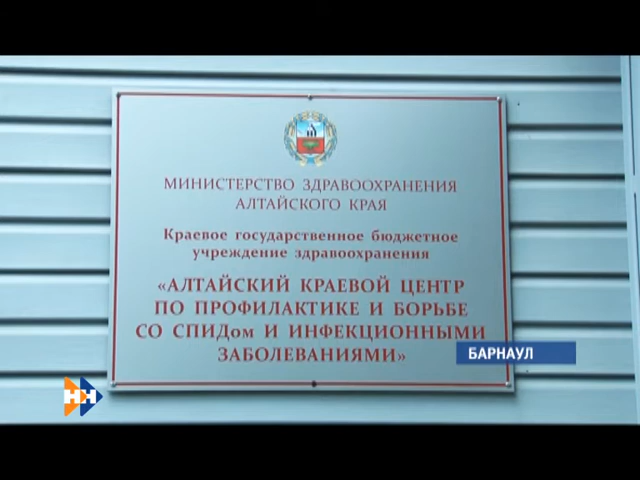 МИНИСТЕРСТВО ЗДРАВООХРАНЕНИЯ
АЛТАЙСКОГО КРАЯ
Краевое государственное бюджетное
учреждение здравоохранения
«АЛТАЙСКИЙ КРАЕВОЙ ЦЕНТР
ПО ПРОФИЛАКТИКЕ И БОРЬБЕ
СО СПИДом И ИНФЕКЦИОННЫМИ
ЗАБОЛЕВАНИЯМИ»
БАРНАУЛ
НН